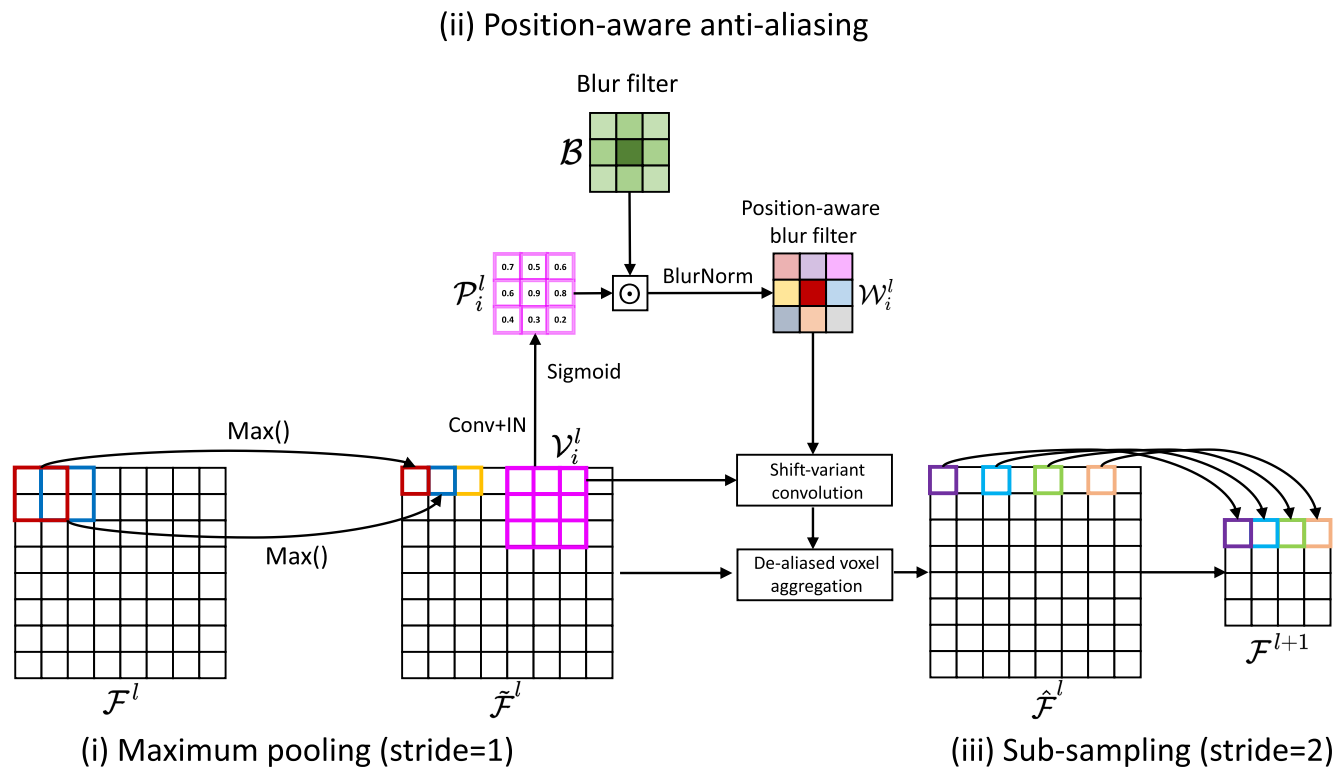 (ii) Position-aware anti-aliasing
Blur filter
ℬ
Position-aware
blur filter
𝒫ᵢˡ
0.7 0.5 0.6
0.6 0.9 0.8
0.4 0.3 0.2
⊙
BlurNorm
𝒲ᵢˡ
Sigmoid
Conv+IN
𝒱ᵢˡ
Max()
Max()
Shift-variant
convolution
De-aliased voxel
aggregation
ℱˡ
ℱ̃ˡ
ℱ̂ˡ
ℱˡ⁺¹
(i) Maximum pooling (stride=1)
(iii) Sub-sampling (stride=2)